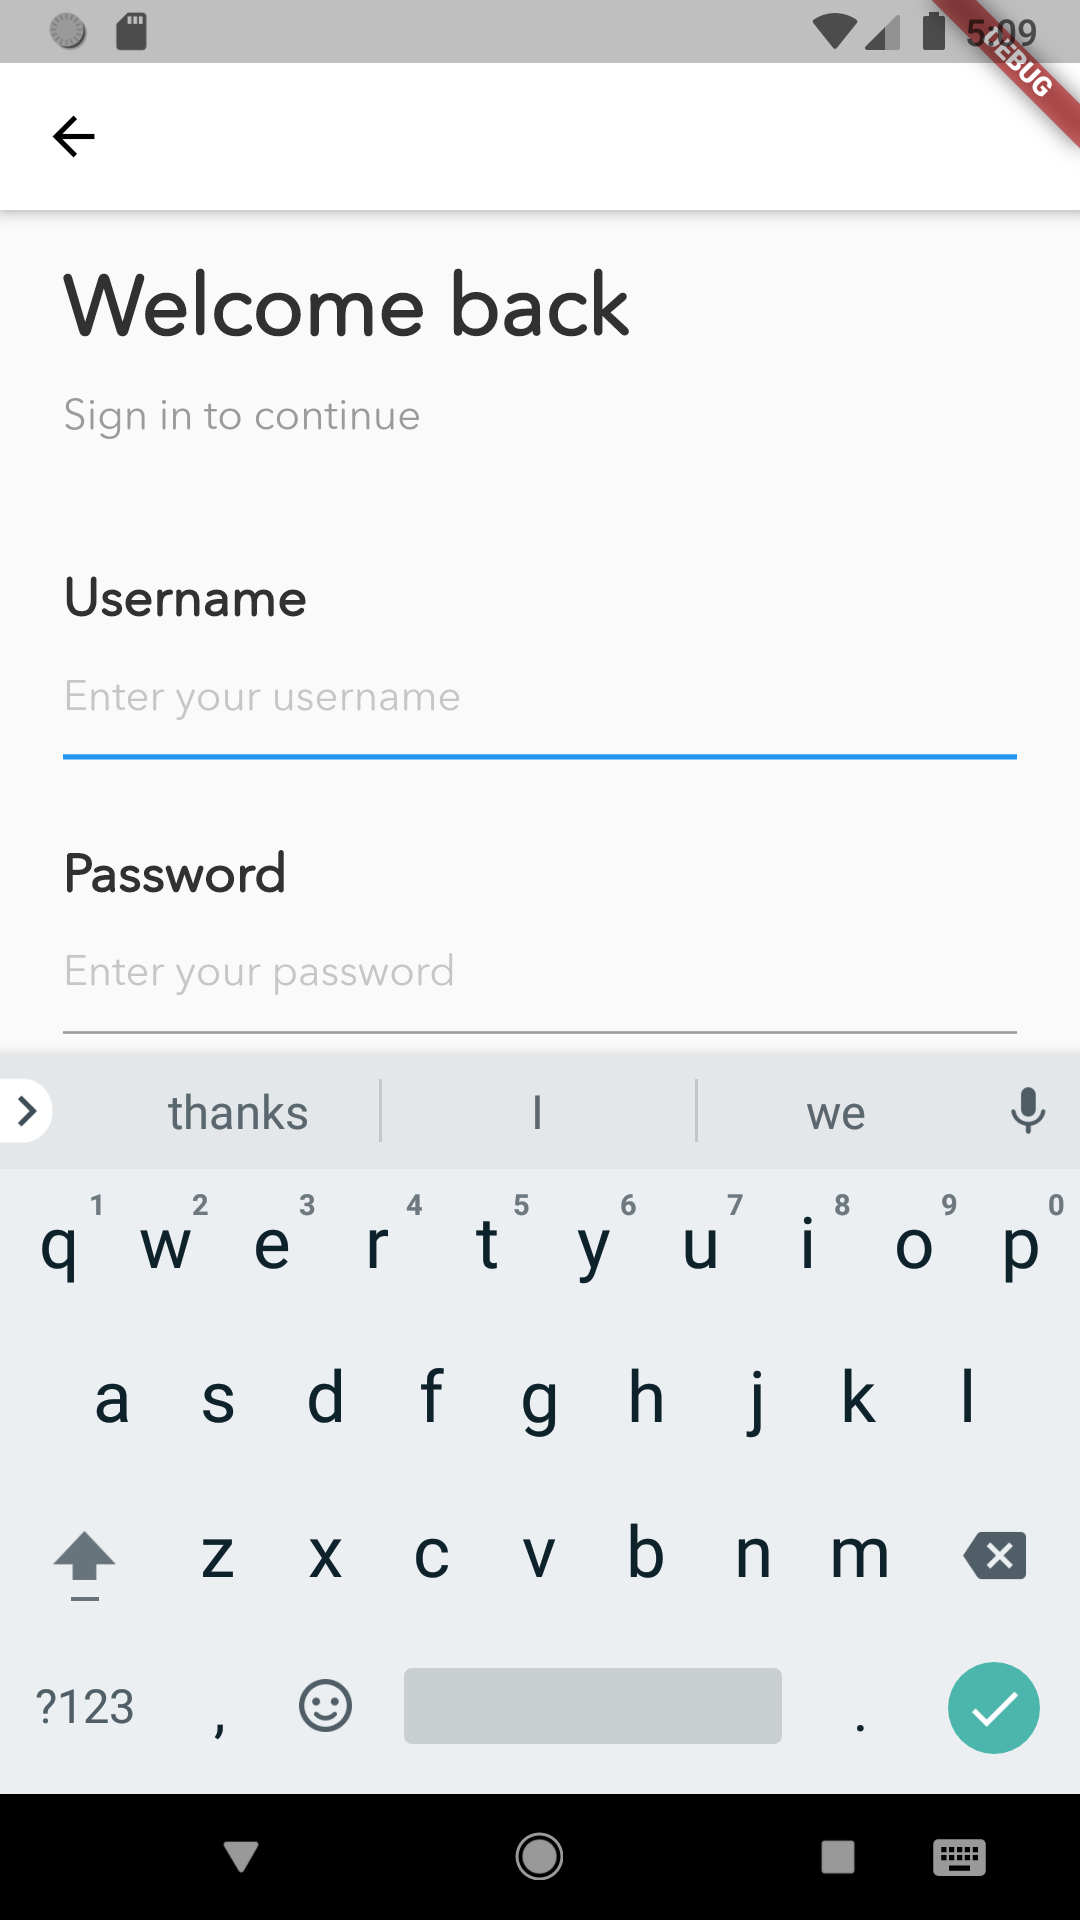 5:09
DEBUG
Welcome back
Sign in to continue
Username
Enter your username
Password
Enter your password
thanks I we
1 2 3 4 5 6 7 8 9 0
q w e r t y u i o p
a s d f g h j k l
z x c v b n m
?123 , .